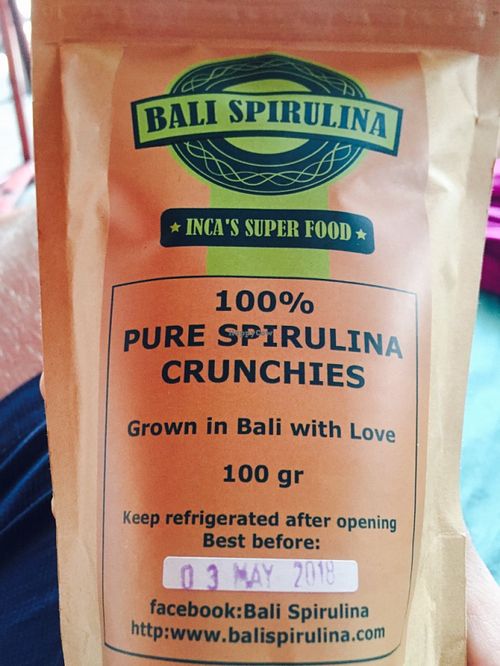 BALI SPIRULINA
★ INCA'S SUPER FOOD ★
100%
PURE SPIRULINA
CRUNCHIES
Grown in Bali with Love
100 gr
Keep refrigerated after opening
Best before:
03 MAY 2018
facebook:Bali Spirulina
http:www.balispirulina.com